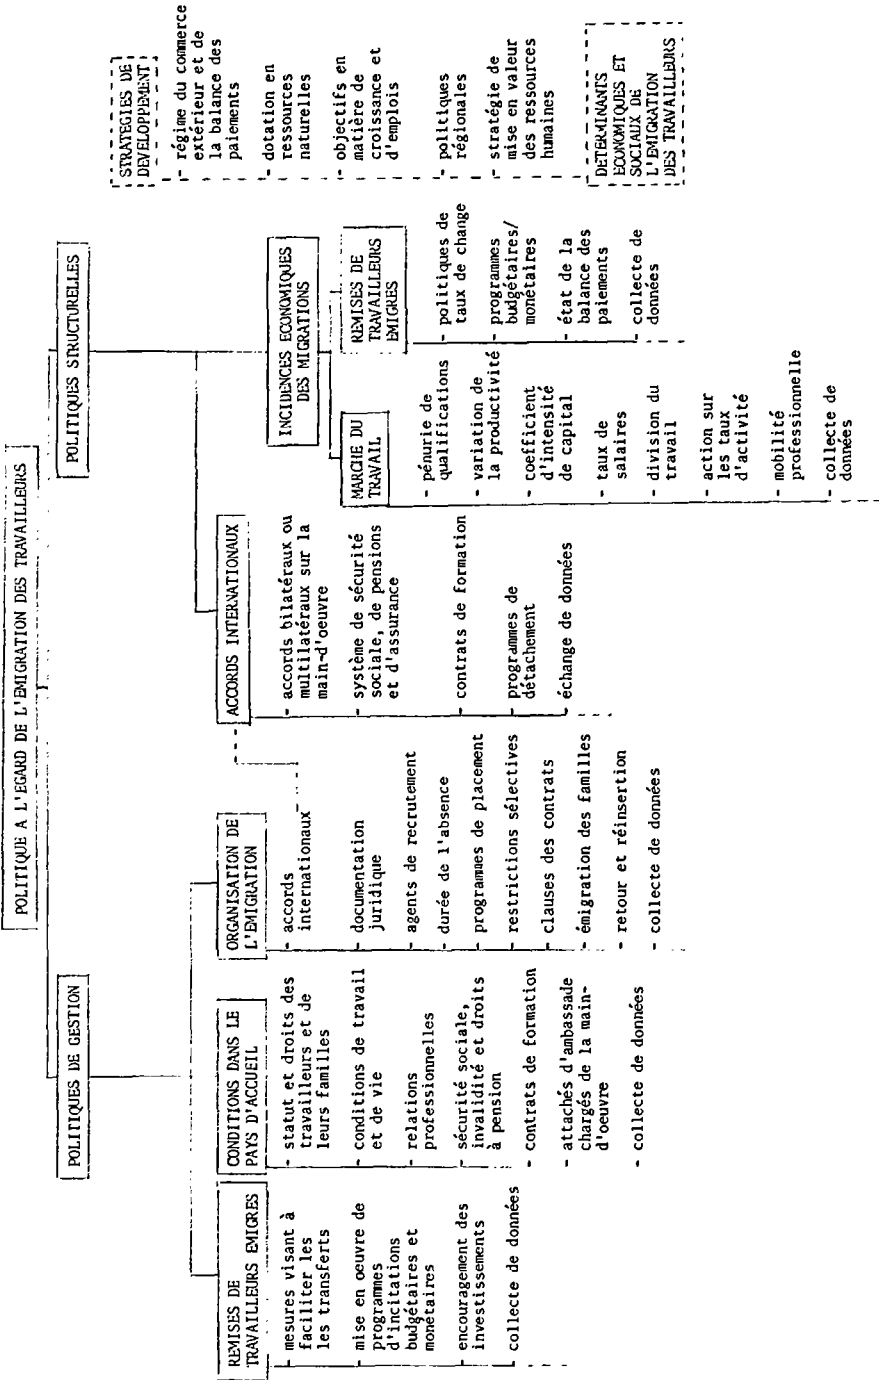 POLITIQUE A L'EGARD DE L'EMIGRATION DES TRAVAILLEURS
POLITIQUES DE GESTION
POLITIQUES STRUCTURELLES
REMISES DE
TRAVAILLEURS EMIGRES
- mesures visant à
faciliter les
les transferts
- mise en oeuvre de
programmes
d'incitations
budgétaires et
monétaires
- encouragement des
investissements
- collecte de données
CONDITIONS DANS LE
PAYS D'ACCUEIL
- statut et droits des
travailleurs et de
leurs familles
- conditions de travail
et de vie
- relations
professionnelles
- sécurité sociale,
invalidité et droits
à pension
- contrats de formation
- attachés d'ambassade
chargés de la main-
d'oeuvre
- collecte de données
ORGANISATION DE
L'EMIGRATION
- accords
internationaux
- documentation
juridique
- agents de recrutement
- durée de l'absence
- programmes de placement
- restrictions sélectives
- clauses des contrats
- émigration des familles
- retour et réinsertion
- collecte de données
ACCORDS INTERNATIONAUX
- accords bilatéraux ou
multilatéraux sur la
main-d'oeuvre
- système de sécurité
sociale, de pensions
et d'assurance
- contrats de formation
- programmes de
détachement
- échange de données
INCIDENCES ECONOMIQUES
DES MIGRATIONS
MARCHE DU
TRAVAIL
- pénurie de
qualifications
- variation de
la productivité
- coefficient
d'intensité
de capital
- taux de
salaires
- division du
travail
- action sur
les taux
d'activité
- mobilité
professionnelle
- collecte de
données
REMISES DE
TRAVAILLEURS
EMIGRES
- politiques de
taux de change
- programmes
budgétaires/
monétaires
- état de la
balance des
paiements
- collecte de
données
STRATEGIES DE
DEVELOPPEMENT
- régime du commerce
extérieur et de
la balance des
paiements
- dotation en
ressources
naturelles
- objectifs en
matière de
croissance et
d'emplois
- politiques
régionales
- stratégie de
mise en valeur
des ressources
humaines
DETERMINANTS
ECONOMIQUES ET
SOCIAUX DE
L'EMIGRATION
DES TRAVAILLEURS